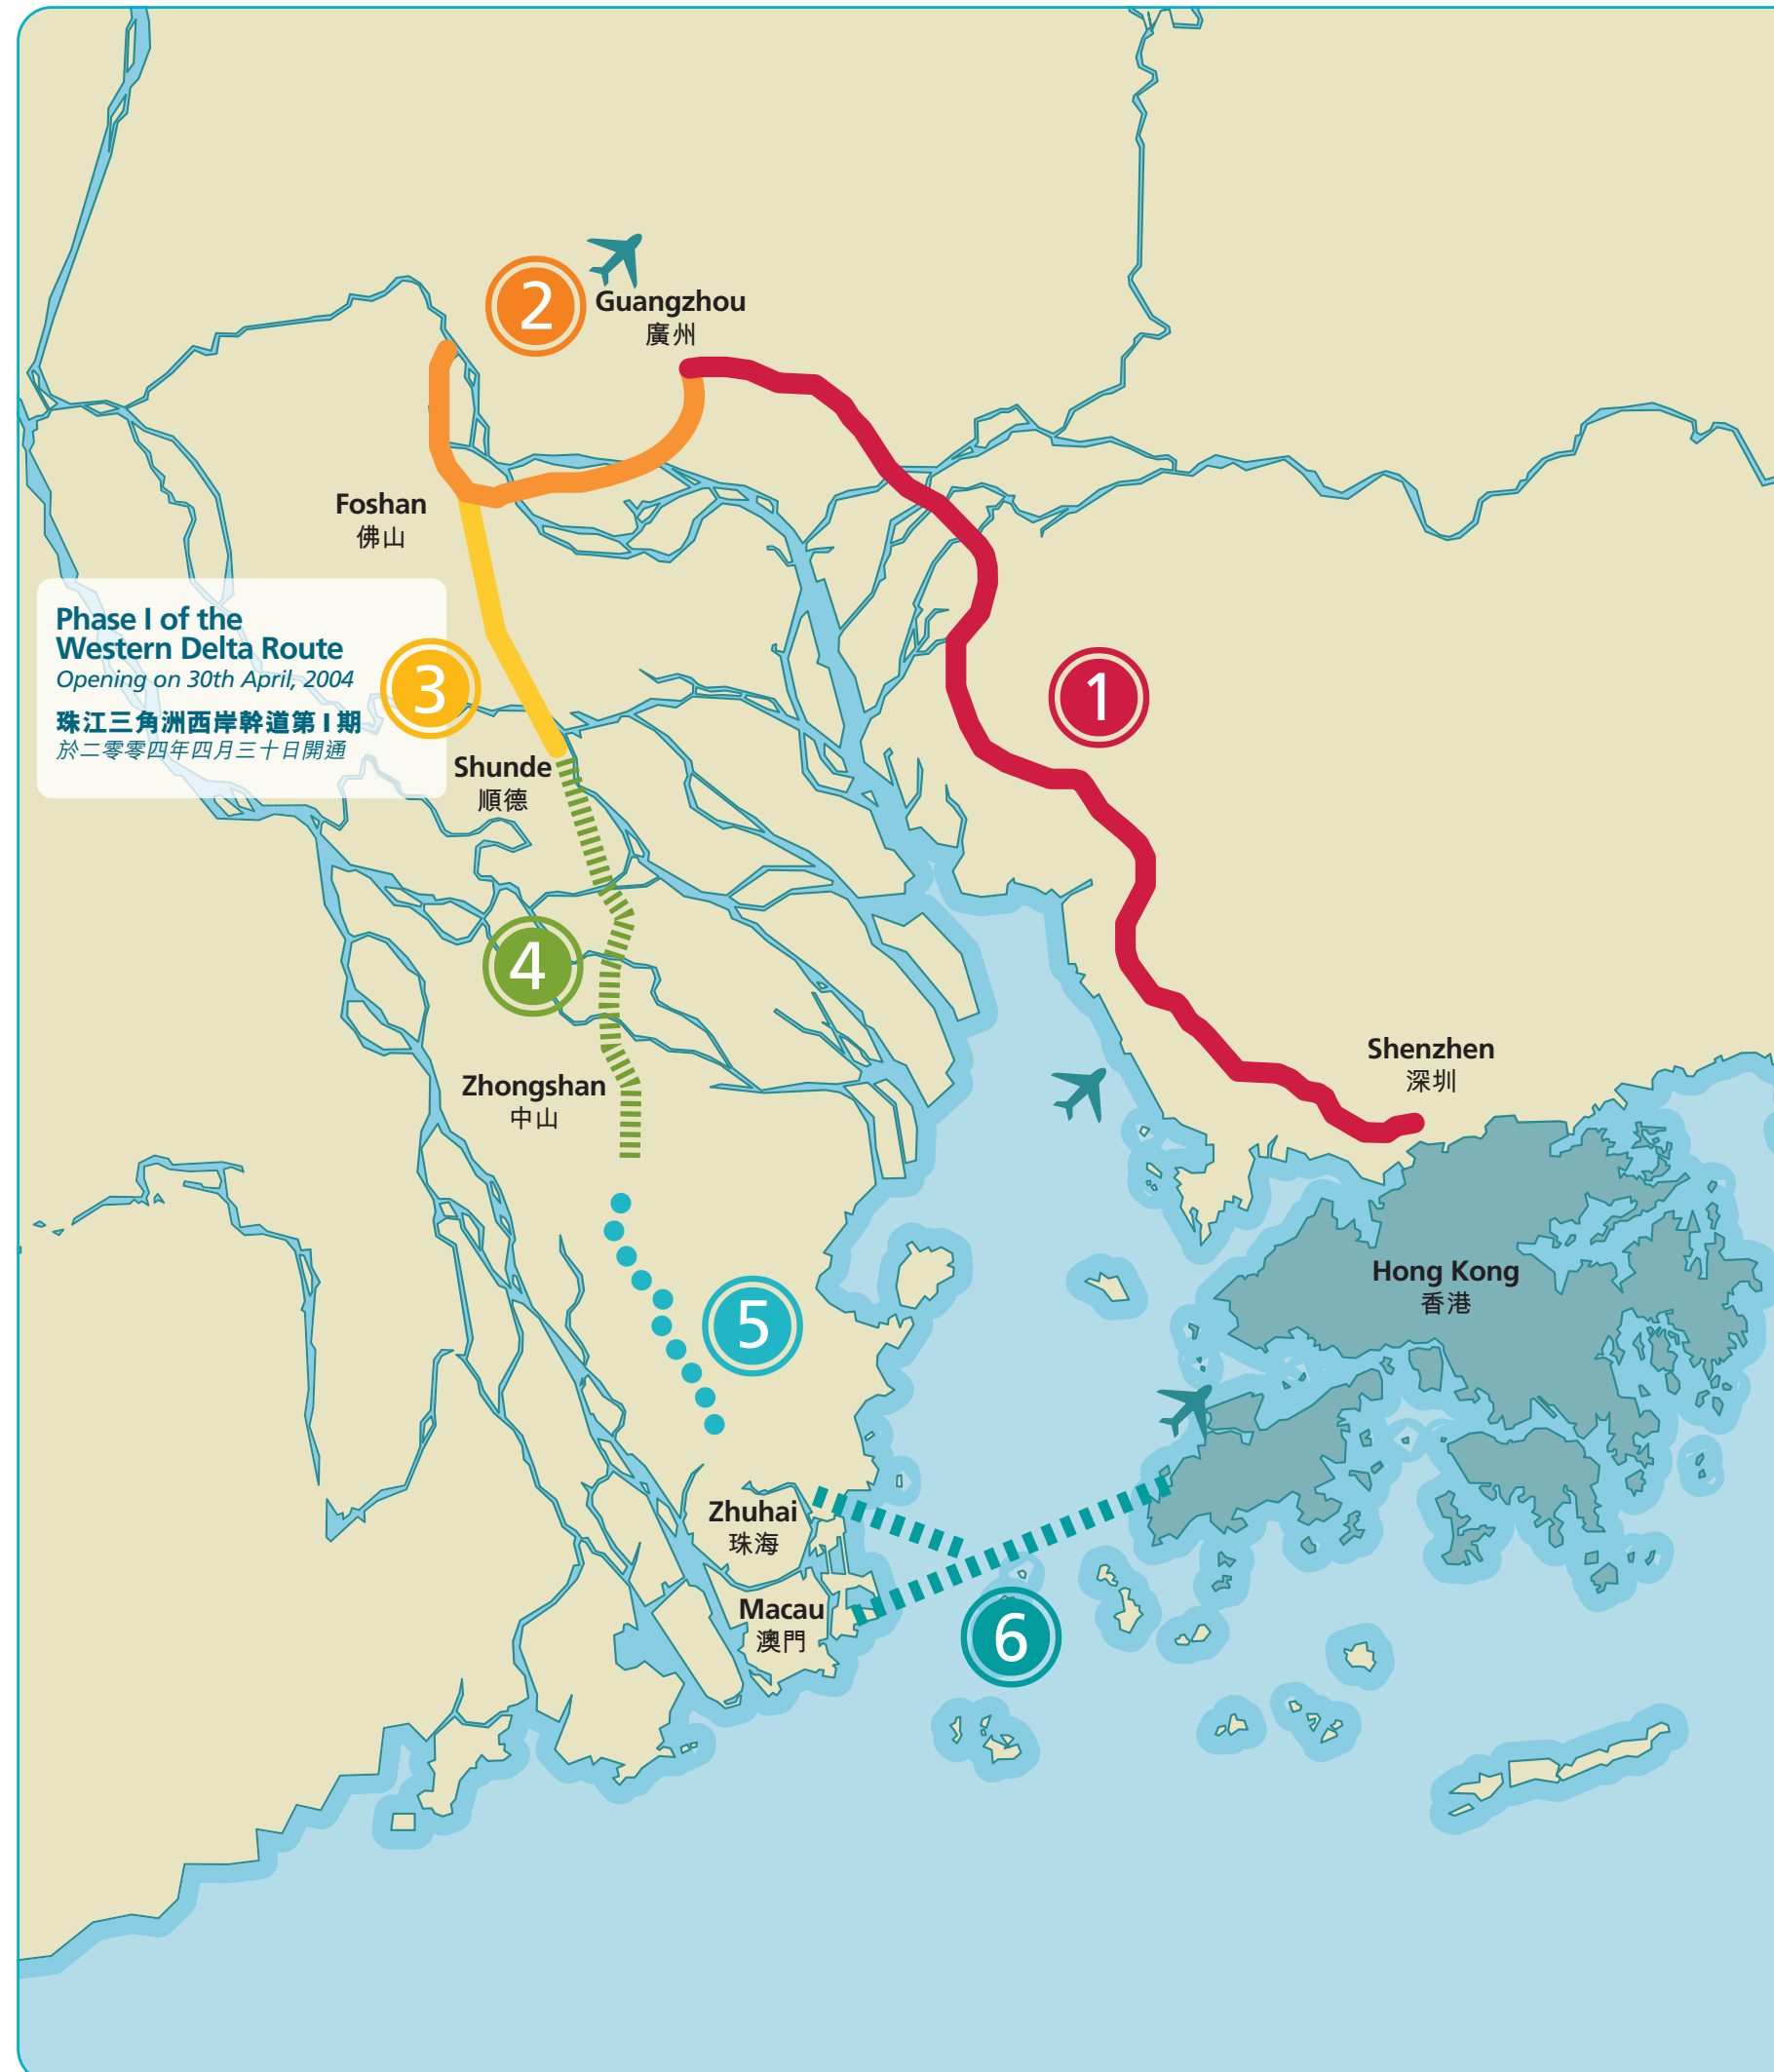 2
Guangzhou
廣州
Foshan
佛山
Phase I of the
Western Delta Route
Opening on 30th April, 2004
珠江三角洲西岸幹道第 I 期
於二零零四年四月三十日開通
3
1
Shunde
順德
4
Zhongshan
中山
Shenzhen
深圳
Hong Kong
香港
5
Zhuhai
珠海
Macau
澳門
6